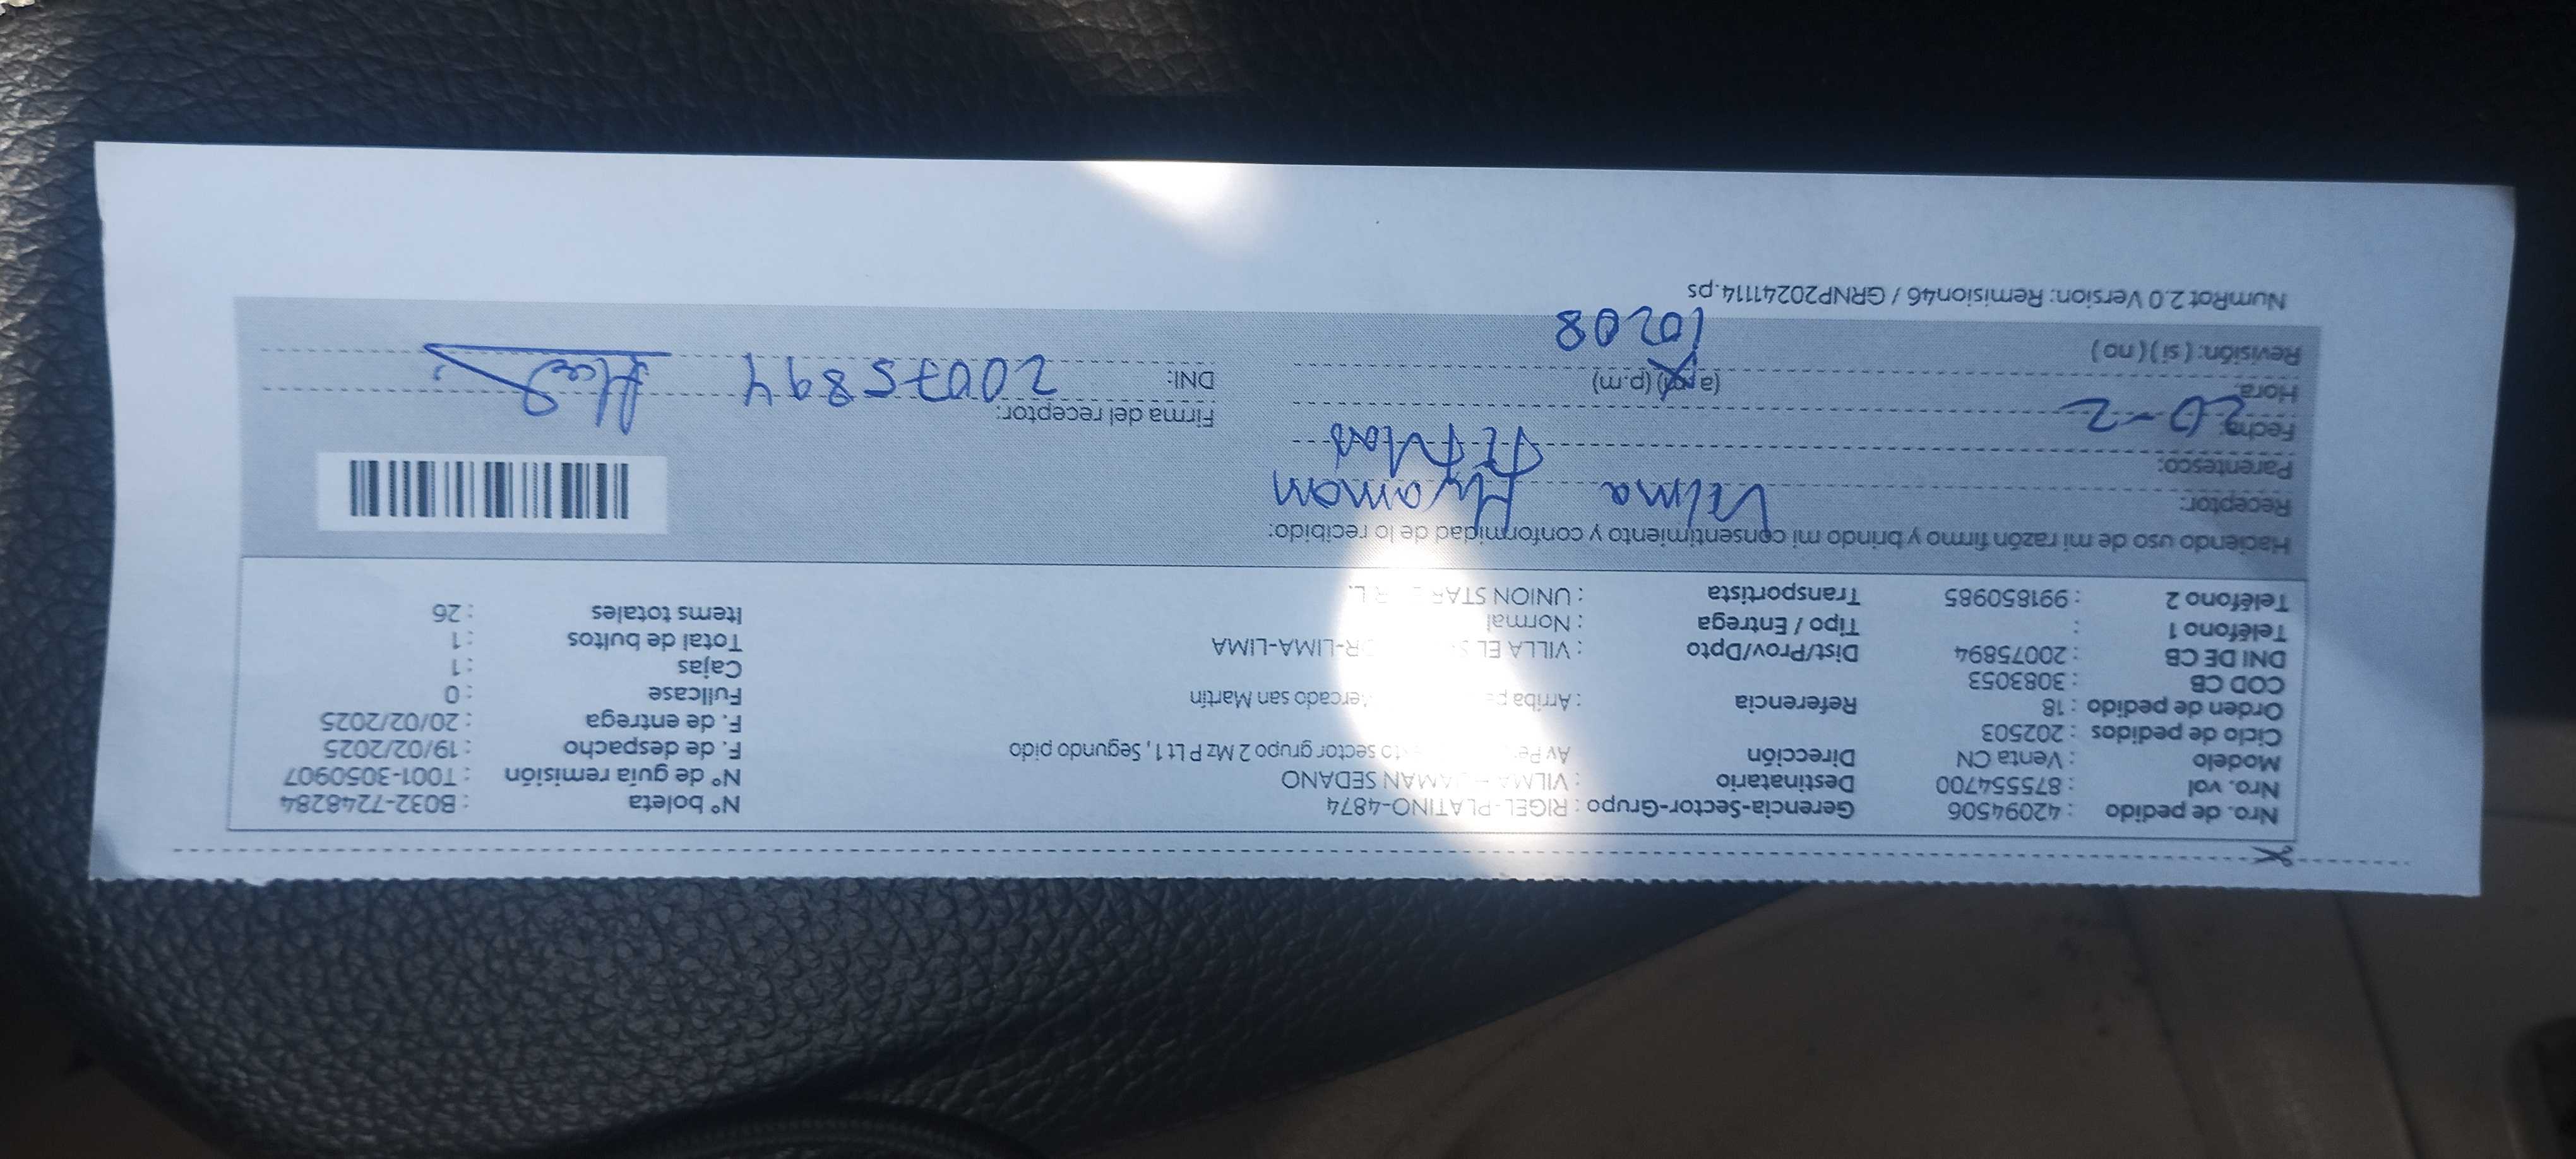 Nro. de pedido : 42094506 Gerencia-Sector-Grupo : RIGEL-PLATINO-4874 N° boleta : B032-7248284
Nro. vol : 875554700 Destinatario : VILMA SEDANO N° de guía remisión : T001-3050907
Modelo : Venta CN Dirección Av sector grupo 2 Mz P Lt 1, Segundo pido F. de despacho : 19/02/2025
Ciclo de pedidos : 202503 F. de entrega : 20/02/2025
Orden de pedido : 18 Referencia : Arriba Mercado san Martín Fullcase : 0
COD CB : 3083053 Cajas : 1
DNI DE CB : 20075894 Dist/Prov/Dpto : VILLA EL -LIMA-LIMA Total de bultos : 1
Teléfono 1 : Tipo / Entrega : Normal Items totales : 26
Teléfono 2 : 991850985 Transportista : UNION STAR
Haciendo uso de mi razón firmo y brindo mi consentimiento y conformidad de lo recibido:
Receptor: Vilma
Parentesco:
Fecha: 20-2 Firma del receptor:
Hora: (a.m) (p.m) DNI: 20075894
Revisión: ( si ) ( no ) 10208
NumRot 2.0 Version: Remision46 / GRNP20241114.ps